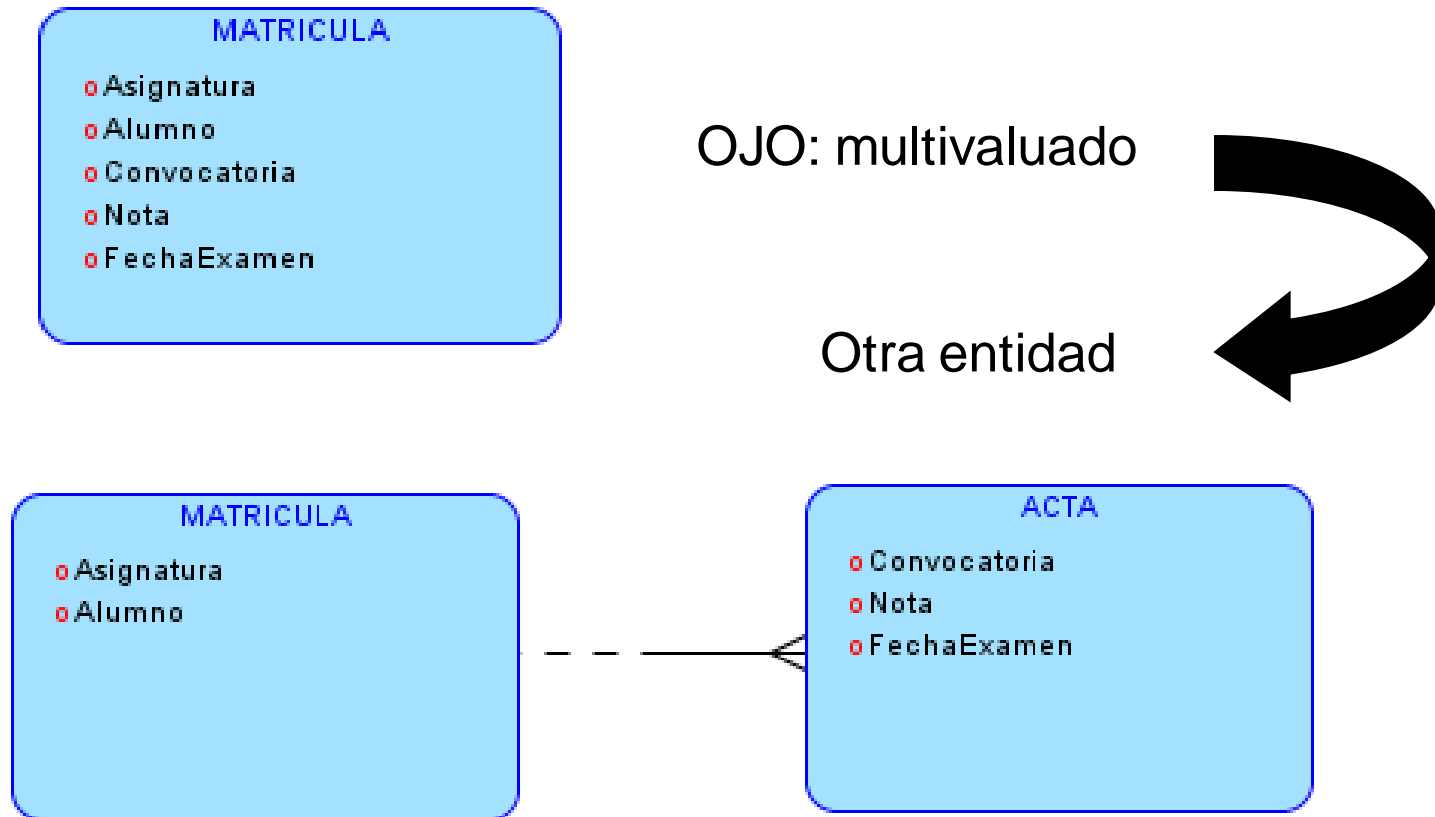 MATRICULA
o Asignatura
o Alumno
o Convocatoria
o Nota
o FechaExamen
OJO: multivaluado
Otra entidad
MATRICULA
o Asignatura
o Alumno
ACTA
o Convocatoria
o Nota
o FechaExamen